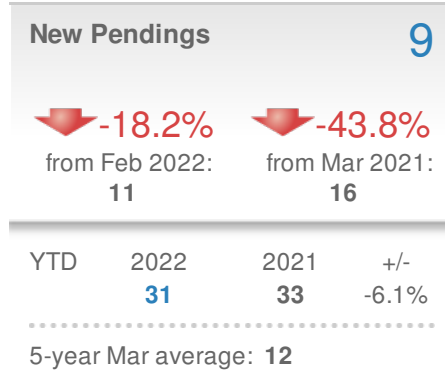 New Pendings 9
-18.2% -43.8%
from Feb 2022: from Mar 2021:
11 16
YTD 2022 2021 +/-
31 33 -6.1%
5-year Mar average: 12